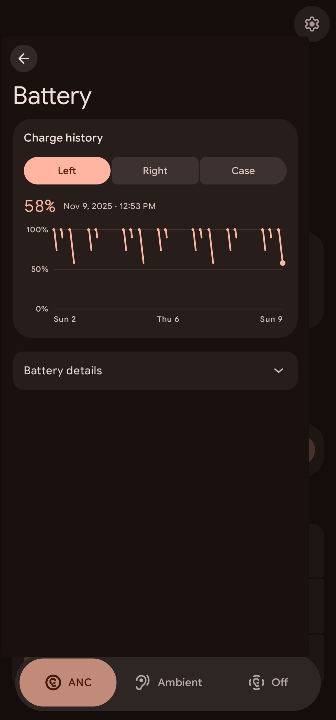 Battery
Charge history
Left Right Case
58% Nov 9, 2025 · 12:53 PM
100%
50%
0%
Sun 2 Thu 6 Sun 9
Battery details
ANC Ambient Off